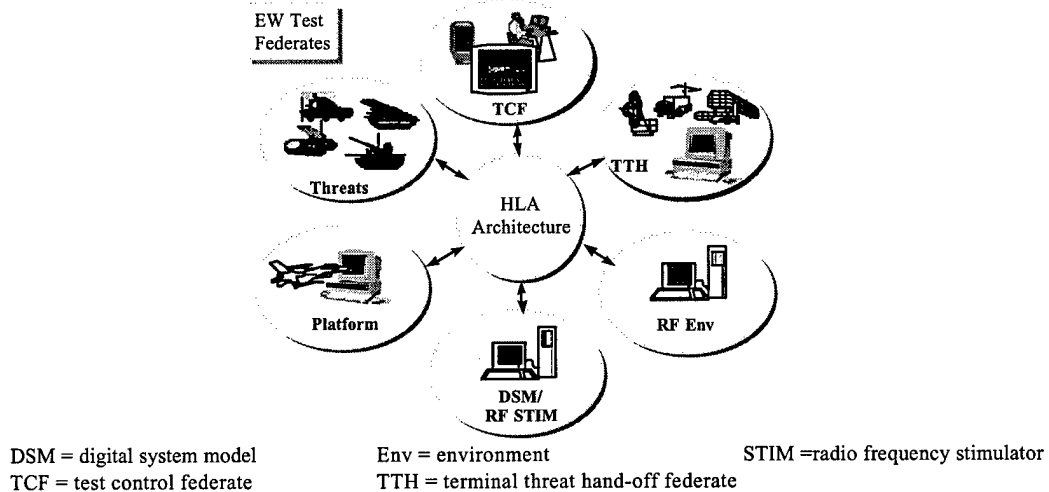 EW Test
Federates
TCF
TTH
Threats
HLA
Architecture
Platform
RF Env
DSM/
RF STIM
DSM = digital system model
Env = environment
STIM =radio frequency stimulator
TCF = test control federate
TTH = terminal threat hand-off federate